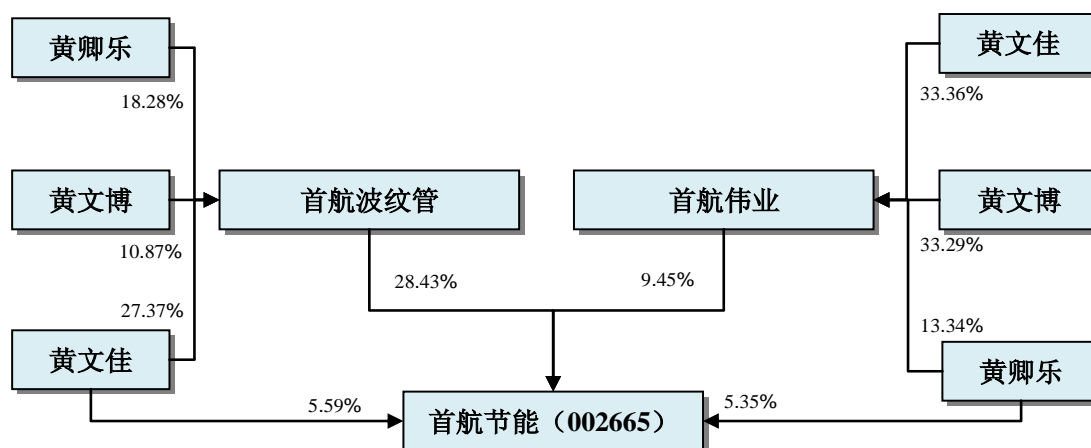 黄卿乐
黄文佳
18.28%
33.36%
黄文博
首航波纹管
首航伟业
黄文博
10.87%
33.29%
28.43%
9.45%
27.37%
13.34%
黄文佳
黄卿乐
5.59%
首航节能（002665）
5.35%